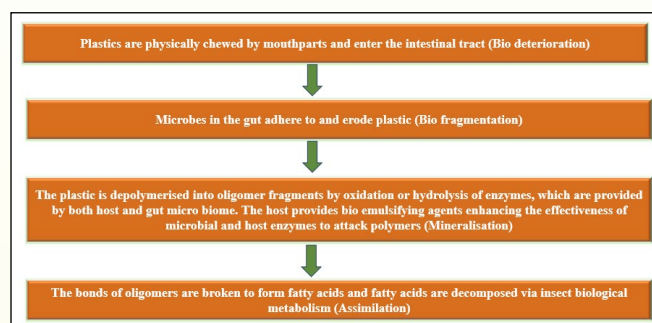 Plastics are physically chewed by mouthparts and enter the intestinal tract (Bio deterioration)
Microbes in the gut adhere to and erode plastic (Bio fragmentation)
The plastic is depolymerised into oligomer fragments by oxidation or hydrolysis of enzymes, which are provided
by both host and gut micro biome. The host provides bio emulsifying agents enhancing the effectiveness of
microbial and host enzymes to attack polymers (Mineralisation)
The bonds of oligomers are broken to form fatty acids and fatty acids are decomposed via insect biological
metabolism (Assimilation)